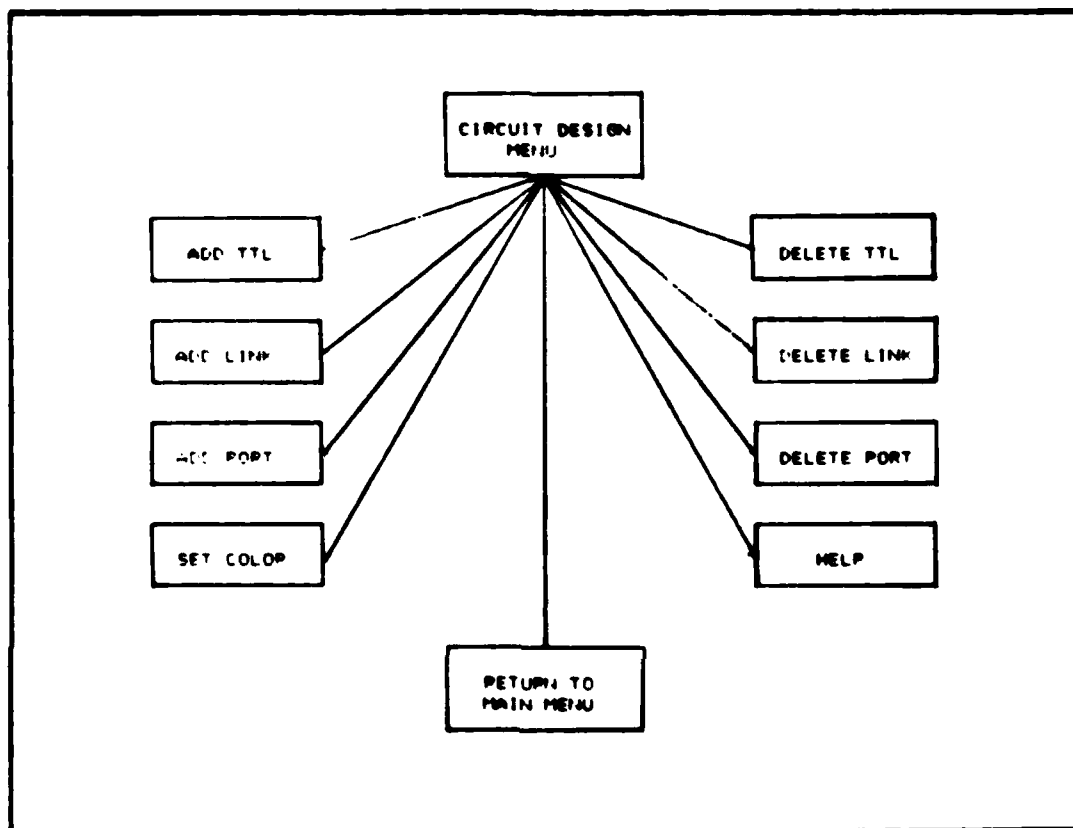 CIRCUIT DESIGN
MENU
ADD TTL
DELETE TTL
ADD LINK
DELETE LINK
ADD PORT
DELETE PORT
SET COLOR
HELP
RETURN TO
MAIN MENU